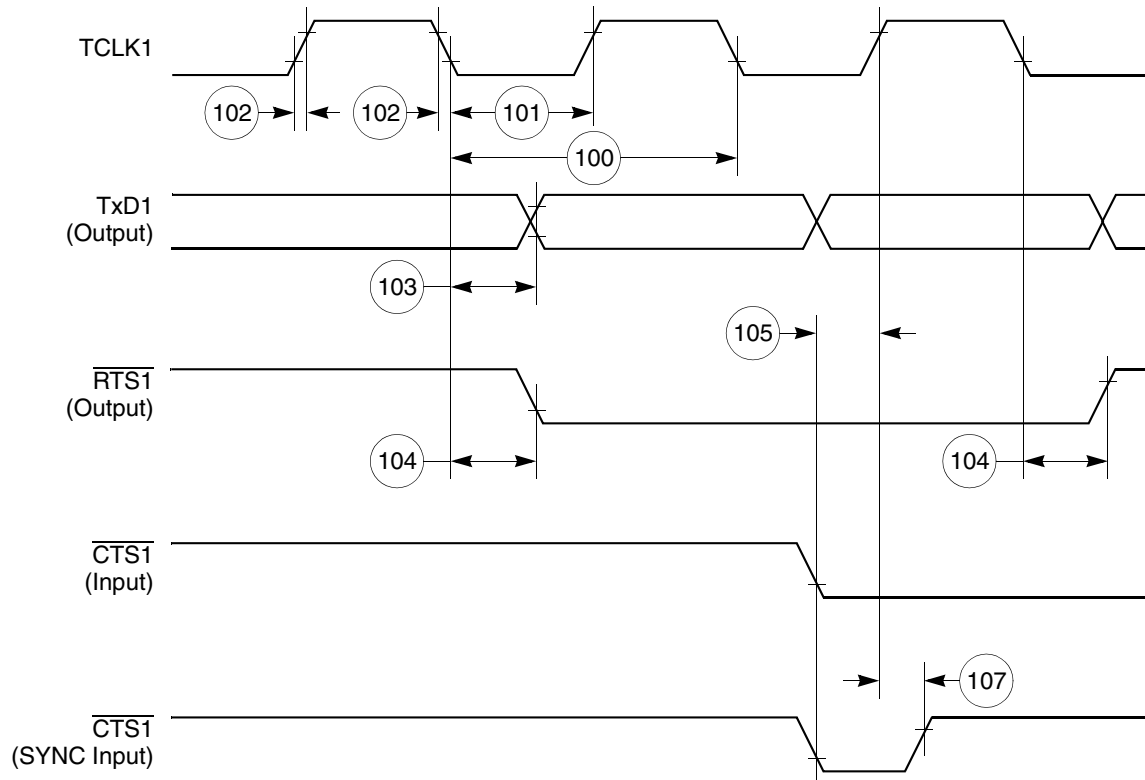 TCLK1
102
102
101
100
TxD1
(Output)
103
105
RTS1
(Output)
104
104
CTS1
(Input)
107
CTS1
(SYNC Input)